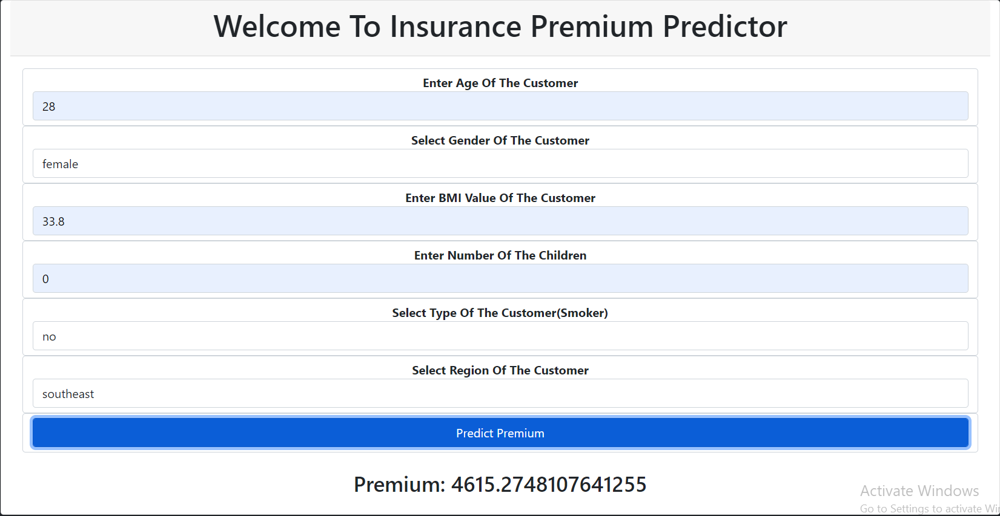 Welcome To Insurance Premium Predictor
Enter Age Of The Customer
28
Select Gender Of The Customer
female
Enter BMI Value Of The Customer
33.8
Enter Number Of The Children
0
Select Type Of The Customer(Smoker)
no
Select Region Of The Customer
southeast
Predict Premium
Premium: 4615.2748107641255
Activate Windows
Go to Settings to activate